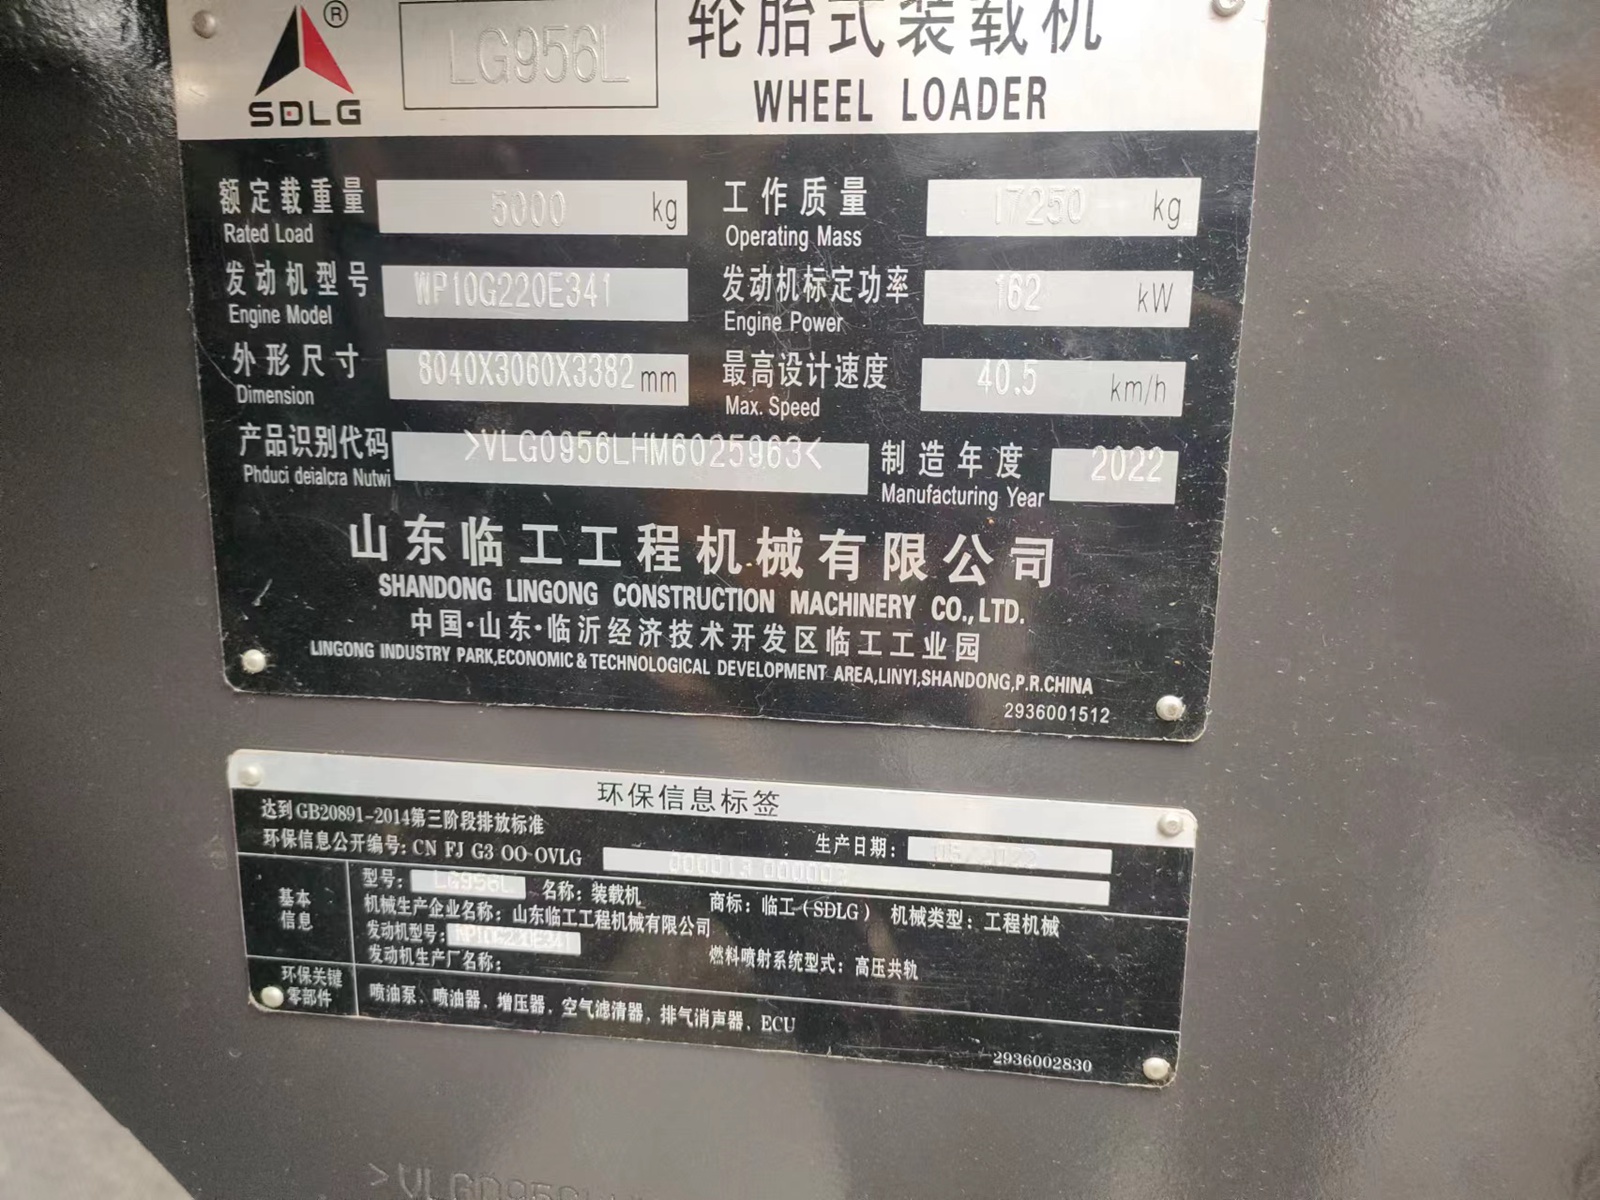 SDLG ® LG956L 轮胎式装载机
WHEEL LOADER
额定载重量 5000 kg 工作质量 17250 kg
Rated Load Operating Mass
发动机型号 WP10G220E341 发动机标定功率 162 kW
Engine Model Engine Power
外形尺寸 8040X3060X3382 mm 最高设计速度 40.5 km/h
Dimension Max. Speed
产品识别代码 >VLG0956LHM6025963< 制造年度 2022
Phduci deialcra Nutwi Manufacturing Year
山东临工工程机械有限公司
SHANDONG LINGONG CONSTRUCTION MACHINERY CO.,LTD.
中国·山东·临沂经济技术开发区临工工业园
LINGONG INDUSTRY PARK,ECONOMIC & TECHNOLOGICAL DEVELOPMENT AREA,LINYI,SHANDONG,P.R.CHINA
2936001512
环保信息标签
达到GB20891-2014第三阶段排放标准 生产日期:
环保信息公开编号: CN FJ G3 OO OVLG
基本信息
型号: LG956L 名称: 装载机 商标: 临工(SDLG) 机械类型: 工程机械
机械生产企业名称: 山东临工工程机械有限公司
发动机型号: WP10G220E341 燃料喷射系统型式: 高压共轨
发动机生产厂名称:
环保关键零部件
喷油泵、喷油器、增压器、空气滤清器、排气消声器、ECU
2936002830